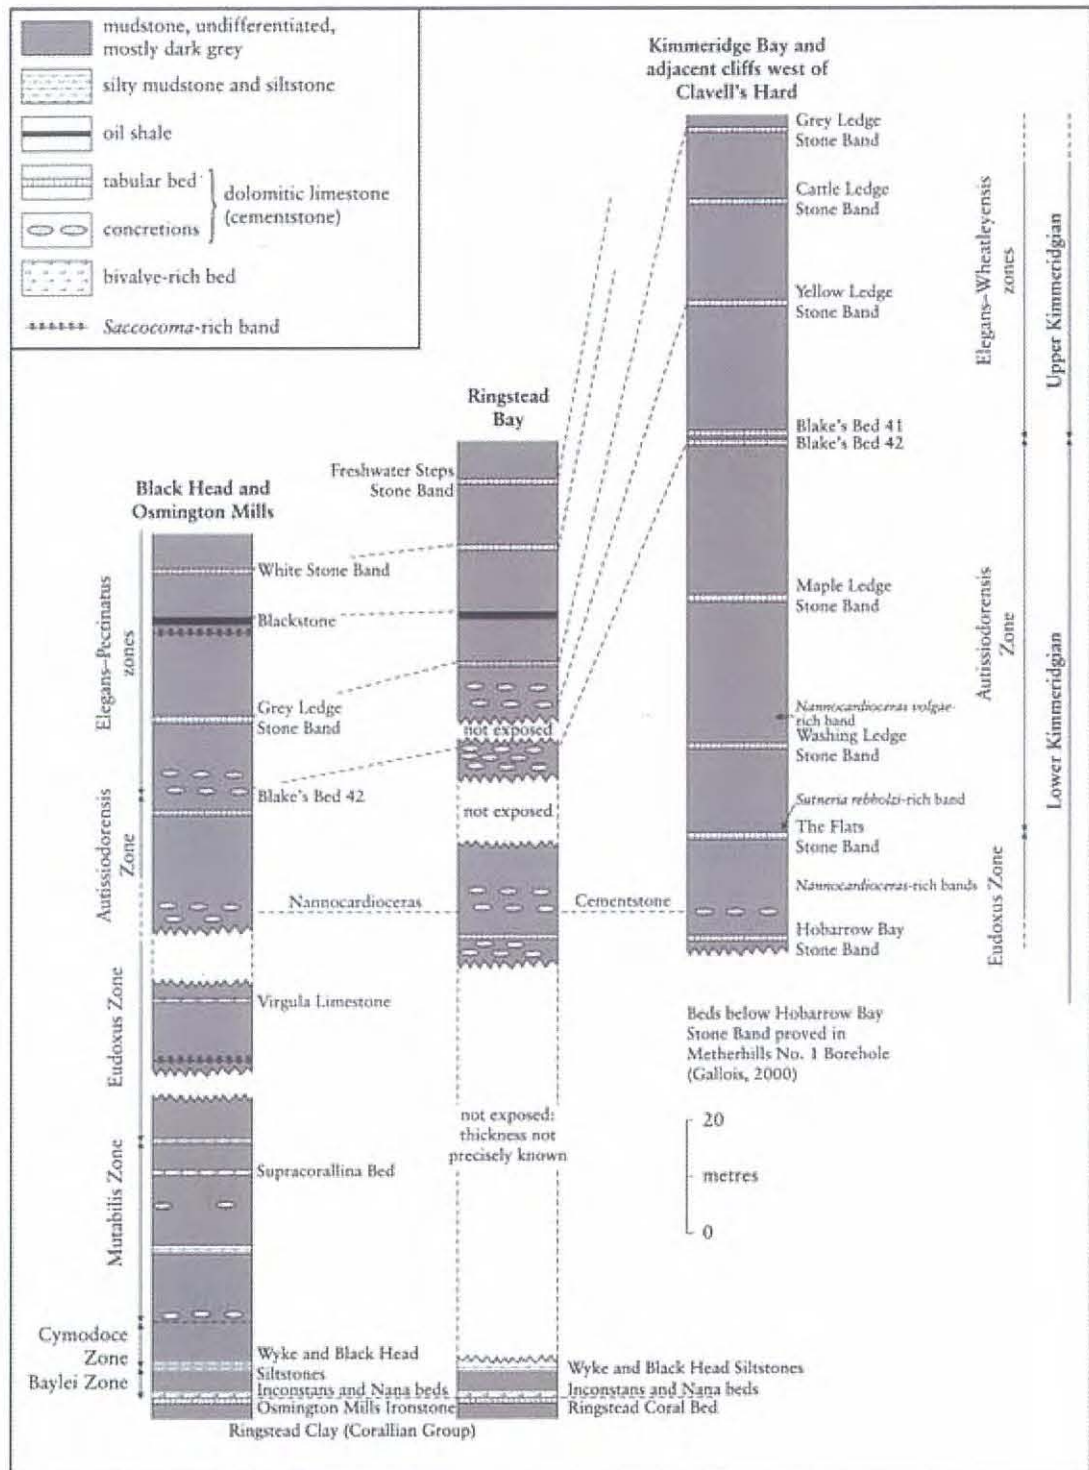 mudstone, undifferentiated,
mostly dark grey
silty mudstone and siltstone
oil shale
tabular bed
concretions
dolomitic limestone
(cementstone)
bivalve-rich bed
Saccocoma-rich band
Black Head and
Osmington Mills
White Stone Band
Blackstone
Grey Ledge
Stone Band
Blake's Bed 42
Nannocardioceras
Virgula Limestone
Supracorallina Bed
Wyke and Black Head
Siltstones
Inconstans and Nana beds
Osmington Mills Ironstone
Ringstead Clay (Corallian Group)
Elegans–Pectinatus
zones
Autissiodorensis
Zone
Eudoxus Zone
Mutabilis Zone
Cymodoce
Zone
Baylei Zone
Ringstead
Bay
Freshwater Steps
Stone Band
not exposed
not exposed
Cementstone
not exposed:
thickness not
precisely known
Wyke and Black Head Siltstones
Inconstans and Nana beds
Ringstead Coral Bed
Kimmeridge Bay and
adjacent cliffs west of
Clavell's Hard
Grey Ledge
Stone Band
Cattle Ledge
Stone Band
Yellow Ledge
Stone Band
Blake's Bed 41
Blake's Bed 42
Maple Ledge
Stone Band
Nannocardioceras volgae-
rich band
Washing Ledge
Stone Band
Sutneria rebholzi-rich band
The Flats
Stone Band
Nannocardioceras-rich bands
Hobarrow Bay
Stone Band
Elegans–Wheatleyensis
zones
Autissiodorensis
Zone
Eudoxus Zone
Upper Kimmeridgian
Lower Kimmeridgian
Beds below Hobarrow Bay
Stone Band proved in
Metherhills No. 1 Borehole
(Gallois, 2000)
20
metres
0